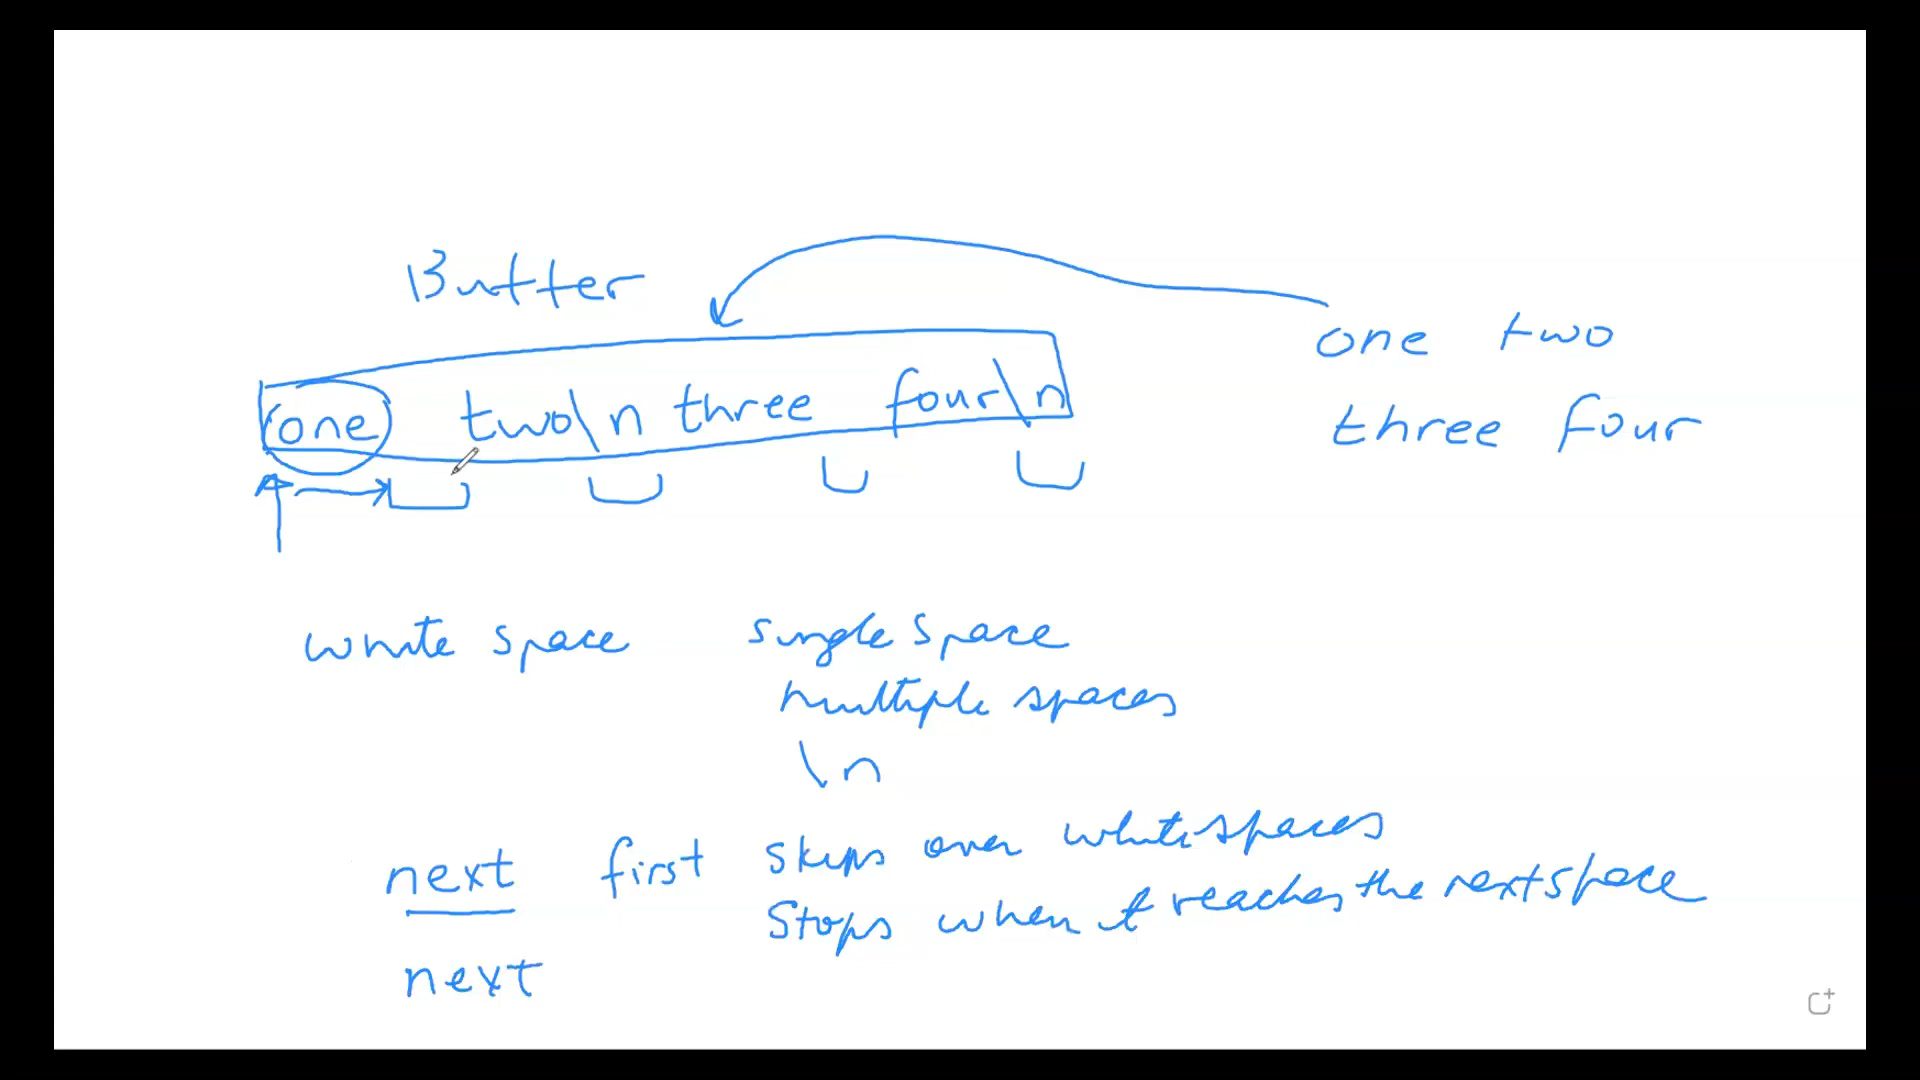 Buffer
one two\n three four\n
one two
three four
white space single space
multiple spaces
\n
next first skips over whitespaces
Stops when it reaches the next space
next